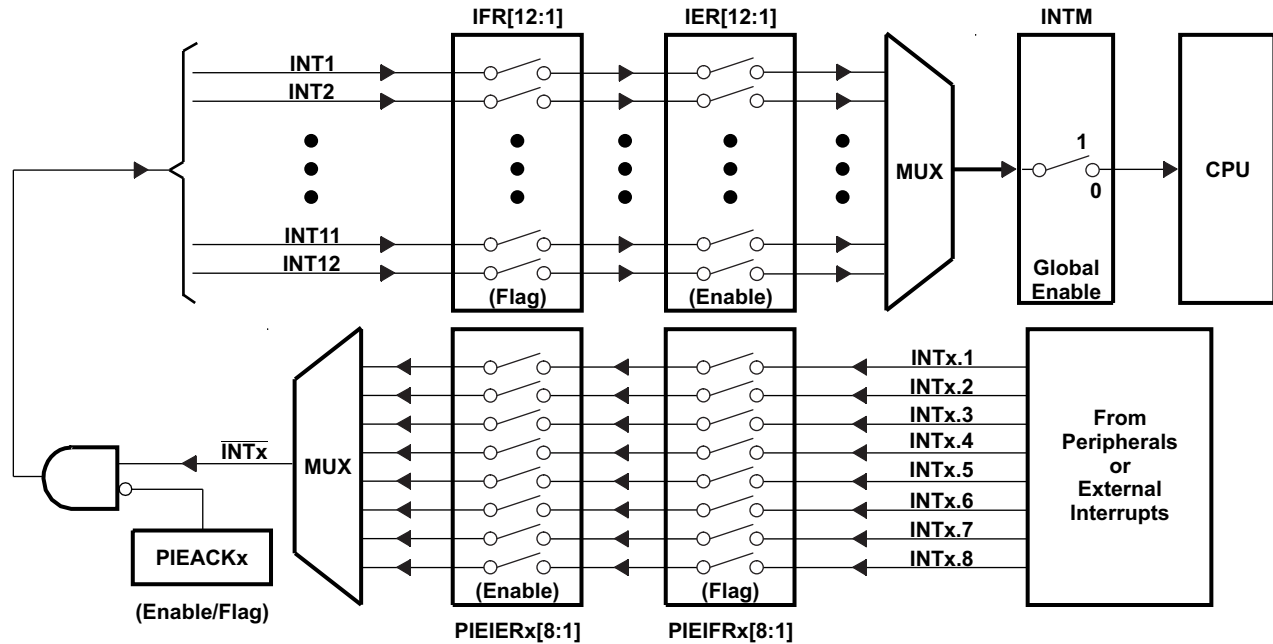 IFR[12:1]
IER[12:1]
INTM
INT1
INT2
INT11
INT12
(Flag)
(Enable)
MUX
1
0
Global
Enable
CPU
INTx
MUX
PIEACKx
(Enable/Flag)
(Enable)
PIEIERx[8:1]
(Flag)
PIEIFRx[8:1]
INTx.1
INTx.2
INTx.3
INTx.4
INTx.5
INTx.6
INTx.7
INTx.8
From
Peripherals
or
External
Interrupts